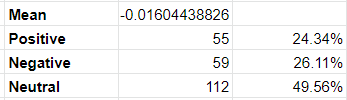 Mean -0.01604438826
Positive 55 24.34%
Negative 59 26.11%
Neutral 112 49.56%